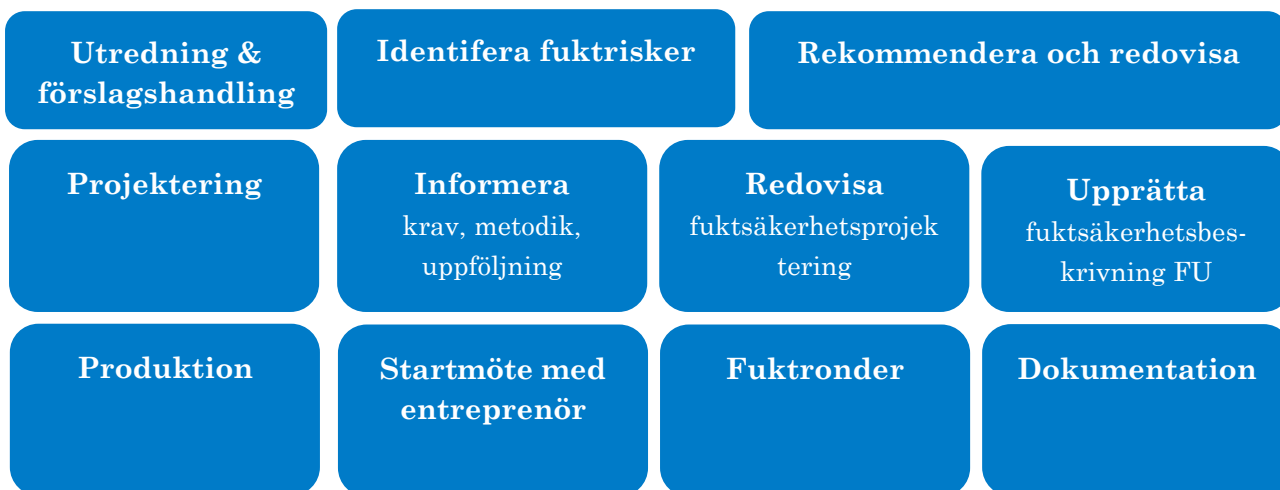 Utredning &
förslagshandling
Identifera fuktrisker
Rekommendera och redovisa
Projektering
Informera
krav, metodik,
uppföljning
Redovisa
fuktsäkerhetsprojek
tering
Upprätta
fuktsäkerhetsbes-
krivning FU
Produktion
Startmöte med
entreprenör
Fuktronder
Dokumentation